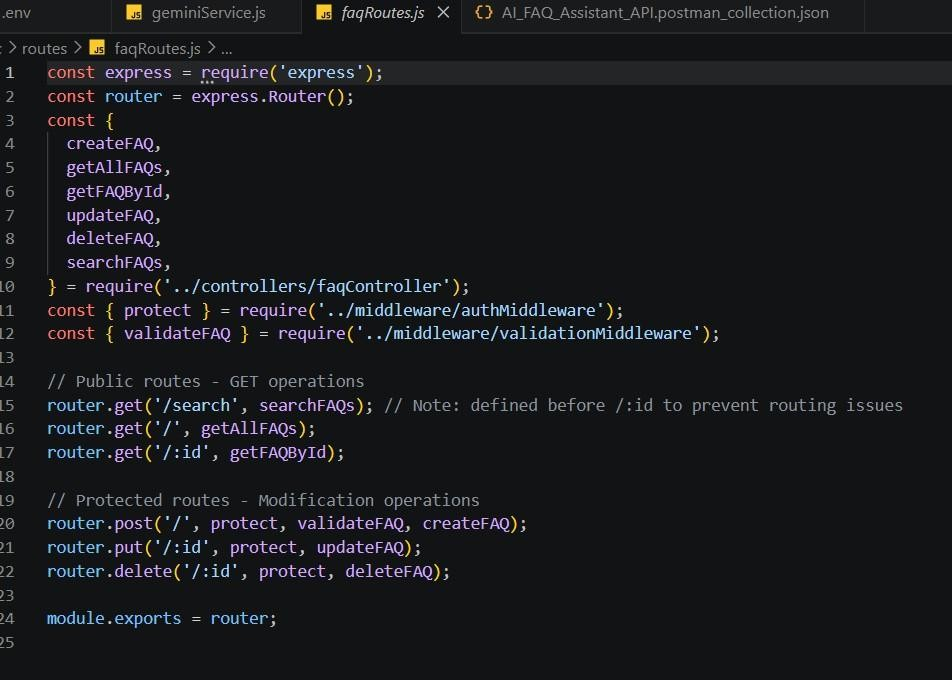 .env JS geminiService.js JS faqRoutes.js × {} AI_FAQ_Assistant_API.postman_collection.json
> routes > JS faqRoutes.js > ...
1 const express = require('express');
2 const router = express.Router();
3 const {
4 createFAQ,
5 getAllFAQs,
6 getFAQById,
7 updateFAQ,
8 deleteFAQ,
9 searchFAQs,
10 } = require('../controllers/faqController');
11 const { protect } = require('../middleware/authMiddleware');
12 const { validateFAQ } = require('../middleware/validationMiddleware');
13
14 // Public routes - GET operations
15 router.get('/search', searchFAQs); // Note: defined before /:id to prevent routing issues
16 router.get('/', getAllFAQs);
17 router.get('/:id', getFAQById);
18
19 // Protected routes - Modification operations
20 router.post('/', protect, validateFAQ, createFAQ);
21 router.put('/:id', protect, updateFAQ);
22 router.delete('/:id', protect, deleteFAQ);
23
24 module.exports = router;
25